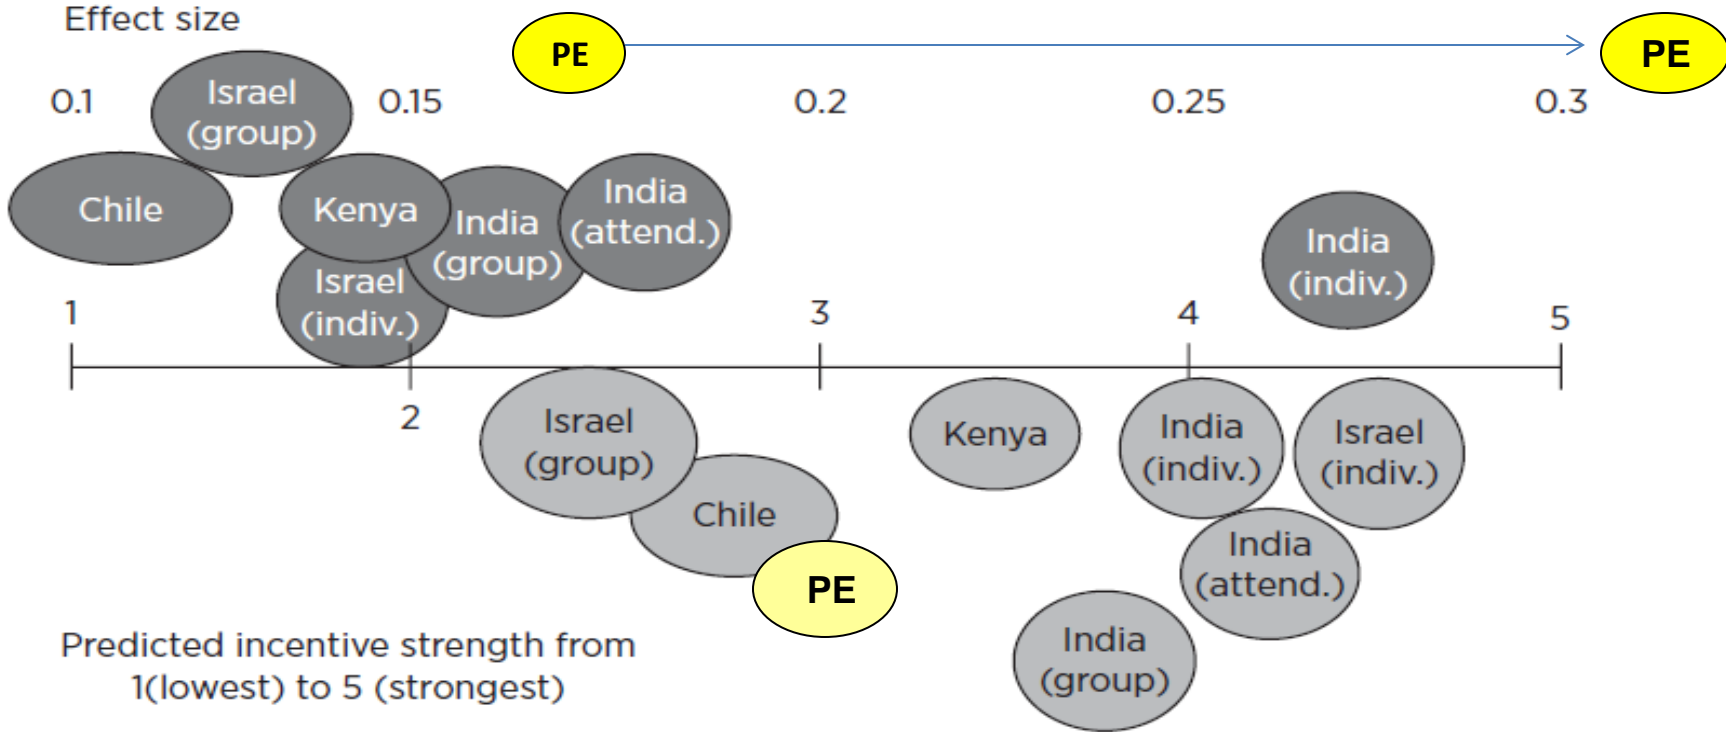 Effect size
PE
PE
0.1
Israel
(group)
0.15
0.2
0.25
0.3
Chile
Kenya
India
(group)
India
(attend.)
India
(indiv.)
Israel
(indiv.)
1
3
4
5
2
Israel
(group)
Kenya
India
(indiv.)
Israel
(indiv.)
Chile
India
(attend.)
PE
India
(group)
Predicted incentive strength from
1(lowest) to 5 (strongest)